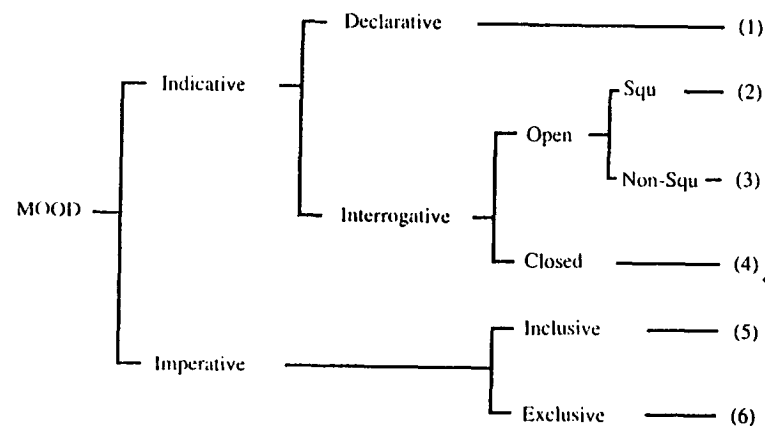 Declarative (1)
Indicative Squ (2)
Open
Non-Squ (3)
MOOD Interrogative
Closed (4)
Inclusive (5)
Imperative
Exclusive (6)